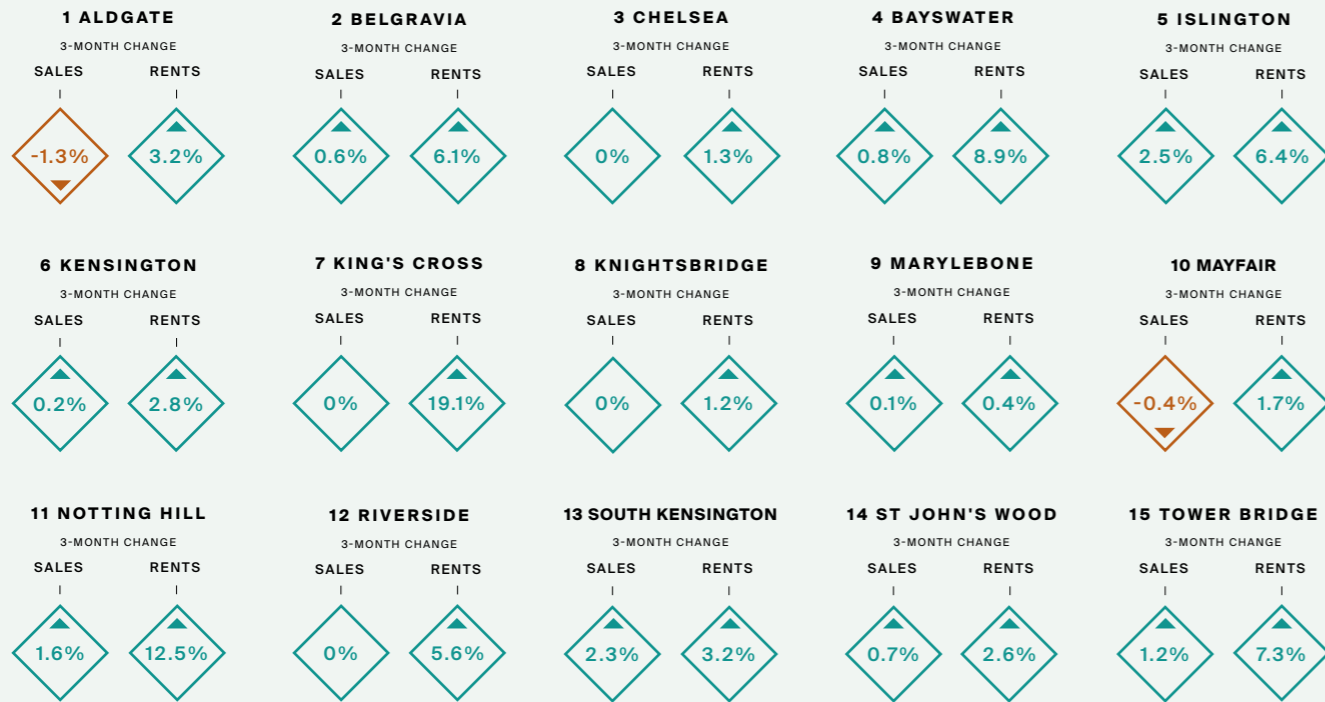 1 ALDGATE
3-MONTH CHANGE
SALES RENTS
-1.3% 3.2%
2 BELGRAVIA
3-MONTH CHANGE
SALES RENTS
0.6% 6.1%
3 CHELSEA
3-MONTH CHANGE
SALES RENTS
0% 1.3%
4 BAYSWATER
3-MONTH CHANGE
SALES RENTS
0.8% 8.9%
5 ISLINGTON
3-MONTH CHANGE
SALES RENTS
2.5% 6.4%
6 KENSINGTON
3-MONTH CHANGE
SALES RENTS
0.2% 2.8%
7 KING'S CROSS
3-MONTH CHANGE
SALES RENTS
0% 19.1%
8 KNIGHTSBRIDGE
3-MONTH CHANGE
SALES RENTS
0% 1.2%
9 MARYLEBONE
3-MONTH CHANGE
SALES RENTS
0.1% 0.4%
10 MAYFAIR
3-MONTH CHANGE
SALES RENTS
-0.4% 1.7%
11 NOTTING HILL
3-MONTH CHANGE
SALES RENTS
1.6% 12.5%
12 RIVERSIDE
3-MONTH CHANGE
SALES RENTS
0% 5.6%
13 SOUTH KENSINGTON
3-MONTH CHANGE
SALES RENTS
2.3% 3.2%
14 ST JOHN'S WOOD
3-MONTH CHANGE
SALES RENTS
0.7% 2.6%
15 TOWER BRIDGE
3-MONTH CHANGE
SALES RENTS
1.2% 7.3%